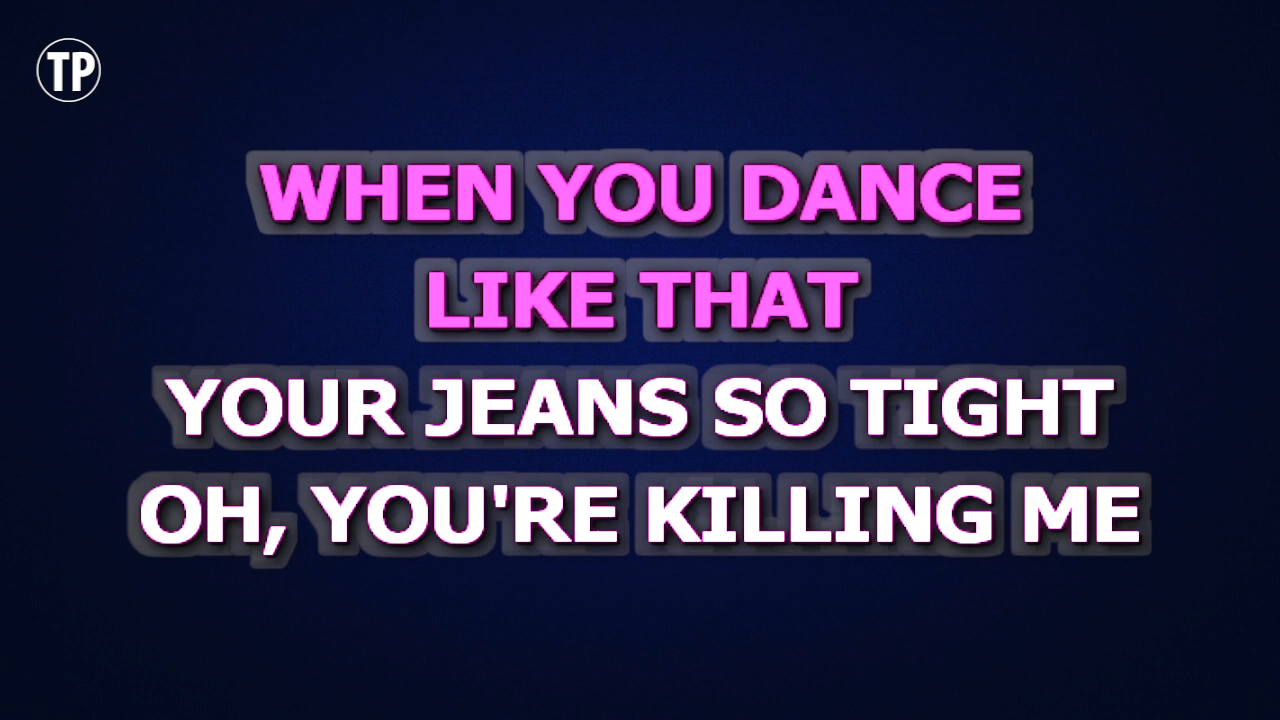 TP
WHEN YOU DANCE
LIKE THAT
YOUR JEANS SO TIGHT
OH, YOU'RE KILLING ME